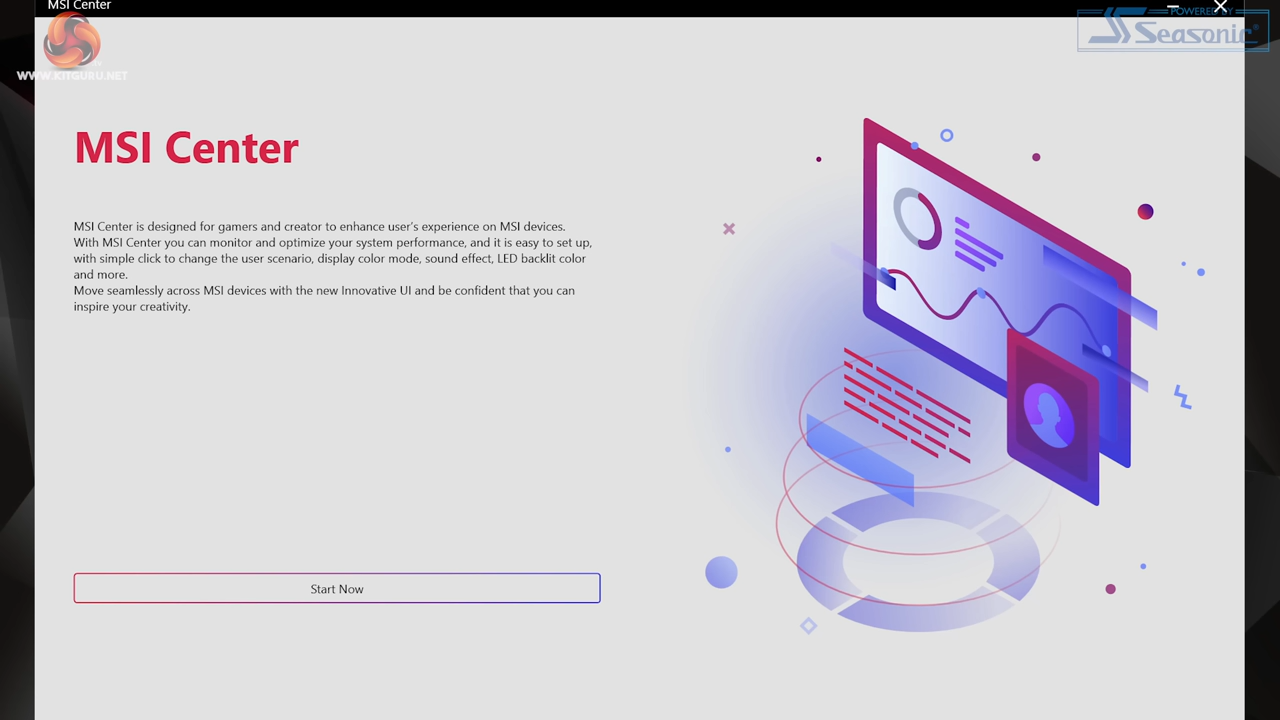 MSI Center
POWERED BY
Seasonic
WWW.KITGURU.NET
MSI Center
MSI Center is designed for gamers and creator to enhance user's experience on MSI devices.
With MSI Center you can monitor and optimize your system performance, and it is easy to set up,
with simple click to change the user scenario, display color mode, sound effect, LED backlit color
and more.
Move seamlessly across MSI devices with the new Innovative UI and be confident that you can
inspire your creativity.
Start Now